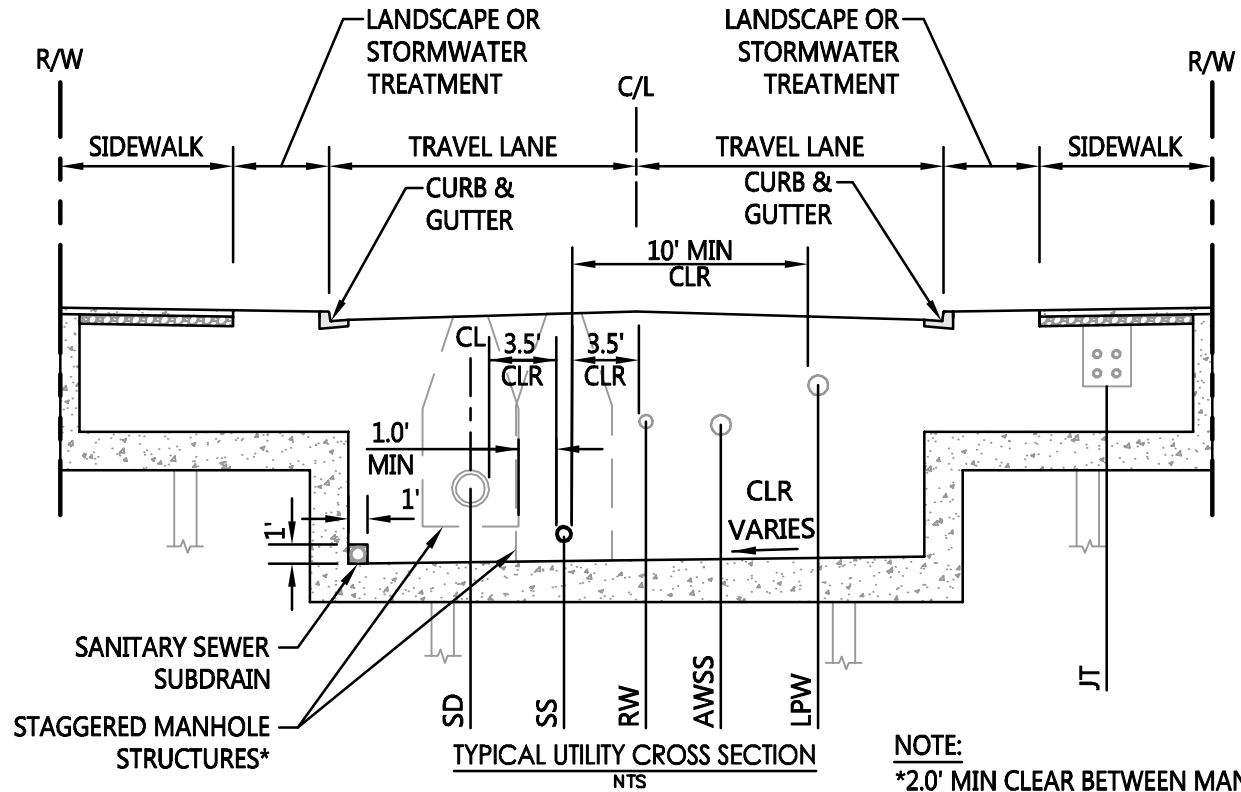 LANDSCAPE OR
STORMWATER
TREATMENT
LANDSCAPE OR
STORMWATER
TREATMENT
R/W
C/L
R/W
SIDEWALK
TRAVEL LANE
TRAVEL LANE
SIDEWALK
CURB &
GUTTER
CURB &
GUTTER
10' MIN
CLR
CL
3.5'
CLR
3.5'
CLR
1.0'
MIN
1'
1'
CLR
VARIES
SANITARY SEWER
SUBDRAIN
STAGGERED MANHOLE
STRUCTURES*
SD
SS
RW
AWSS
LPW
JT
TYPICAL UTILITY CROSS SECTION
NTS
NOTE:
*2.0' MIN CLEAR BETWEEN